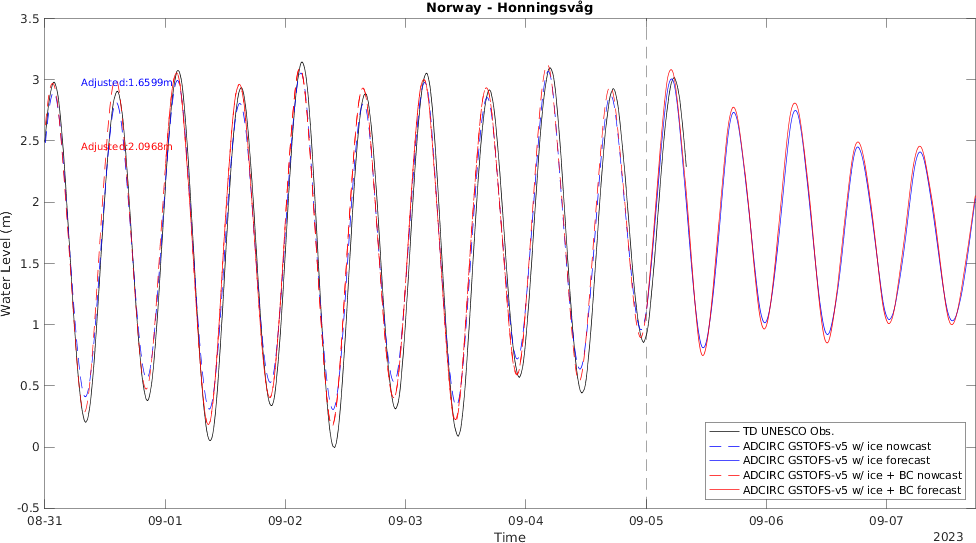 Norway - Honningsvåg
3.5
3
2.5
2
1.5
1
0.5
0
-0.5
Water Level (m)
Adjusted:1.6599m
Adjusted:2.0968m
TD UNESCO Obs.
ADCIRC GSTOFS-v5 w/ ice nowcast
ADCIRC GSTOFS-v5 w/ ice forecast
ADCIRC GSTOFS-v5 w/ ice + BC nowcast
ADCIRC GSTOFS-v5 w/ ice + BC forecast
08-31 09-01 09-02 09-03 09-04 09-05 09-06 09-07
Time
2023